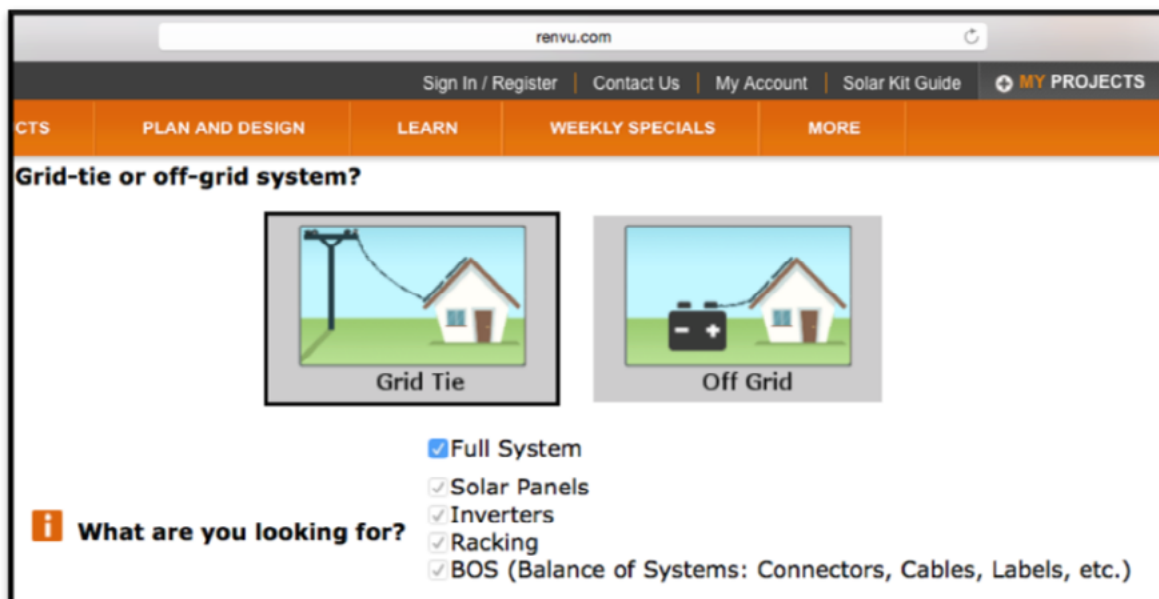 renvu.com
Sign In / Register | Contact Us | My Account | Solar Kit Guide MY PROJECTS
CTS PLAN AND DESIGN LEARN WEEKLY SPECIALS MORE
Grid-tie or off-grid system?
Grid Tie Off Grid
Full System
Solar Panels
Inverters
What are you looking for?
Racking
BOS (Balance of Systems: Connectors, Cables, Labels, etc.)